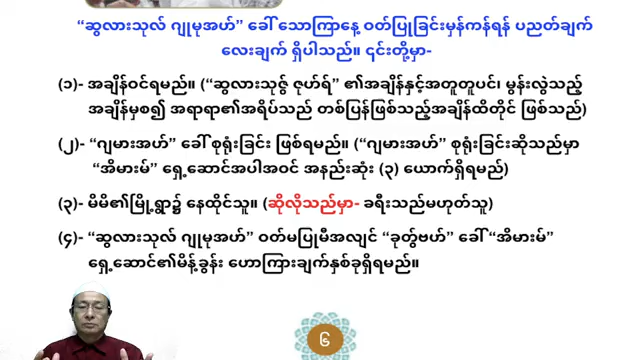 “ဆွလားသုလ် ဂျုမုအဟ်” ခေါ် သောကြာနေ့ ဝတ်ပြုခြင်းမှန်ကန်ရန် ပညတ်ချက်
လေးချက် ရှိပါသည်။ ၎င်းတို့မှာ-
(၁)- အချိန်ဝင်ရမည်။ (“ဆွလားသုဇ္ ဇုဟ်ရ်” ၏အချိန်နှင့်အတူတူပင်၊ မွန်းလွဲသည့်
အချိန်မှစ၍ အရာရာ၏အရိပ်သည် တစ်ပြန်ဖြစ်သည့်အချိန်ထိတိုင် ဖြစ်သည်)
(၂)- “ဂျမားအဟ်” ခေါ် စုရုံးခြင်း ဖြစ်ရမည်။ (“ဂျမားအဟ်” စုရုံးခြင်းဆိုသည်မှာ
“အိမာမ်” ရှေ့ဆောင်အပါအဝင် အနည်းဆုံး (၃) ယောက်ရှိရမည်)
(၃)- မိမိ၏မြို့ရွာ၌ နေထိုင်သူ။ (ဆိုလိုသည်မှာ- ခရီးသည်မဟုတ်သူ)
(၄)- “ဆွလားသုလ် ဂျုမုအဟ်” ဝတ်မပြုမီအလျင် “ခုတ္ဗဟ်” ခေါ် “အိမာမ်”
ရှေ့ဆောင်၏မိန့်ခွန်း ဟောကြားချက်နှစ်ခုရှိရမည်။
၆